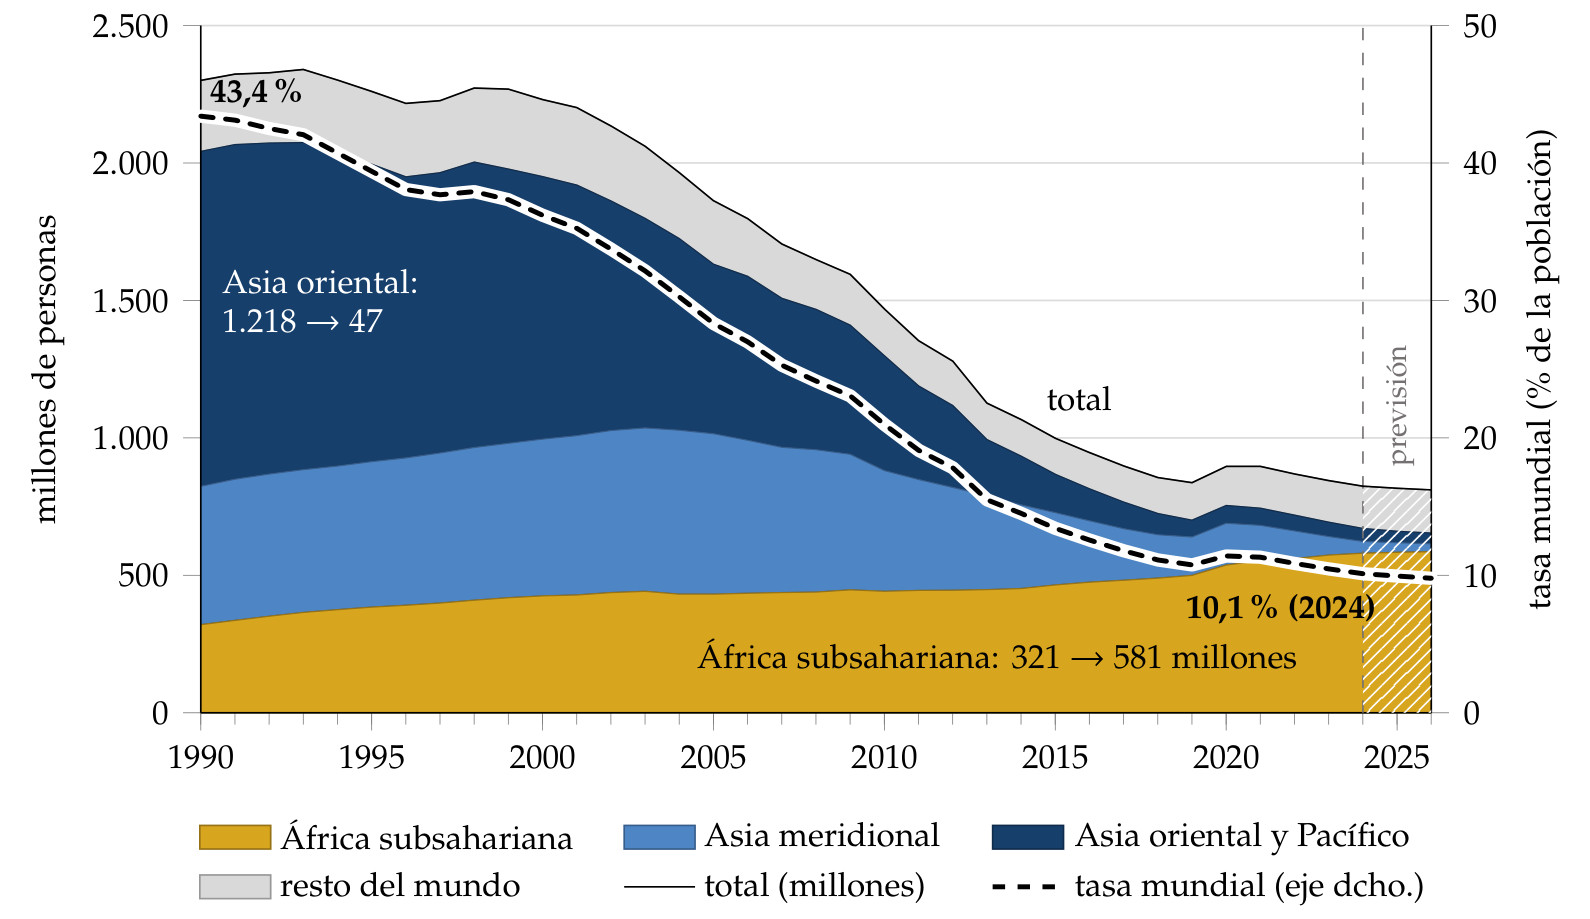 2.500
2.000
1.500
1.000
500
0
millones de personas
50
40
30
20
10
0
tasa mundial (% de la población)
43,4 %
Asia oriental:
1.218 → 47
total
previsión
10,1 % (2024)
África subsahariana: 321 → 581 millones
1990 1995 2000 2005 2010 2015 2020 2025
África subsahariana Asia meridional Asia oriental y Pacífico
resto del mundo total (millones) tasa mundial (eje dcho.)